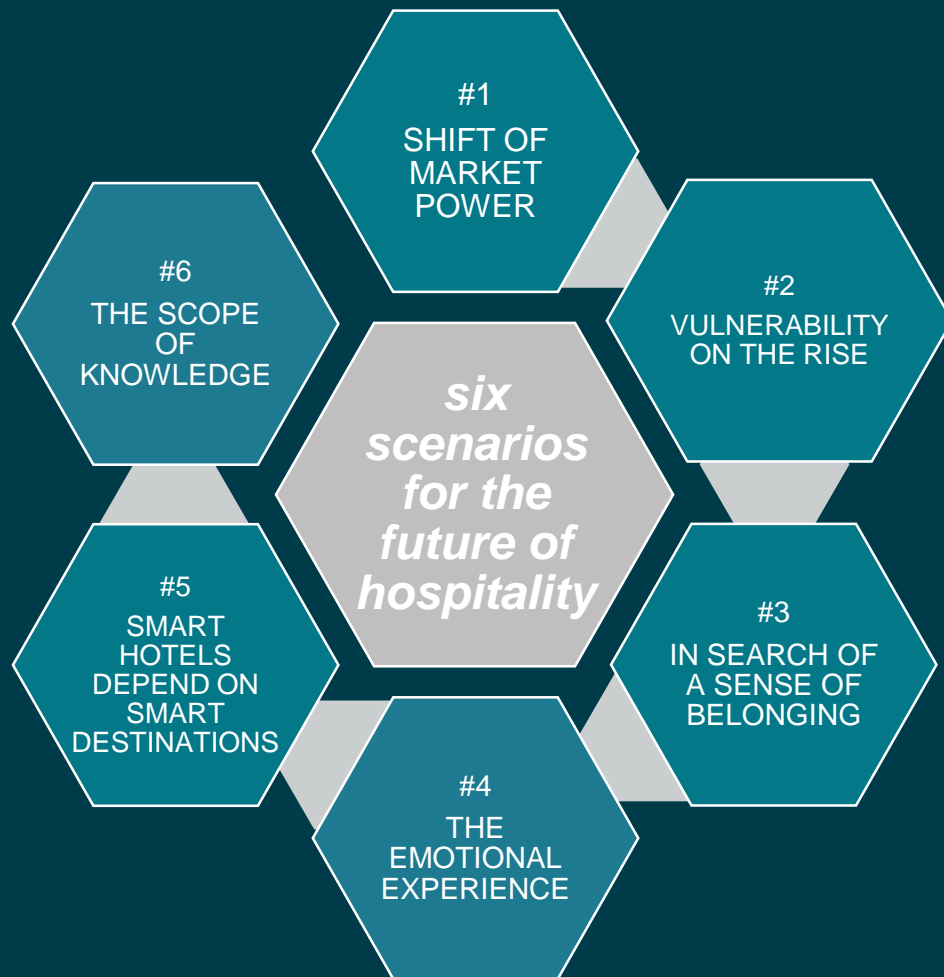 #1
SHIFT OF
MARKET
POWER
#2
VULNERABILITY
ON THE RISE
#3
IN SEARCH OF
A SENSE OF
BELONGING
#4
THE
EMOTIONAL
EXPERIENCE
#5
SMART
HOTELS
DEPEND ON
SMART
DESTINATIONS
#6
THE SCOPE
OF
KNOWLEDGE
six
scenarios
for the
future of
hospitality